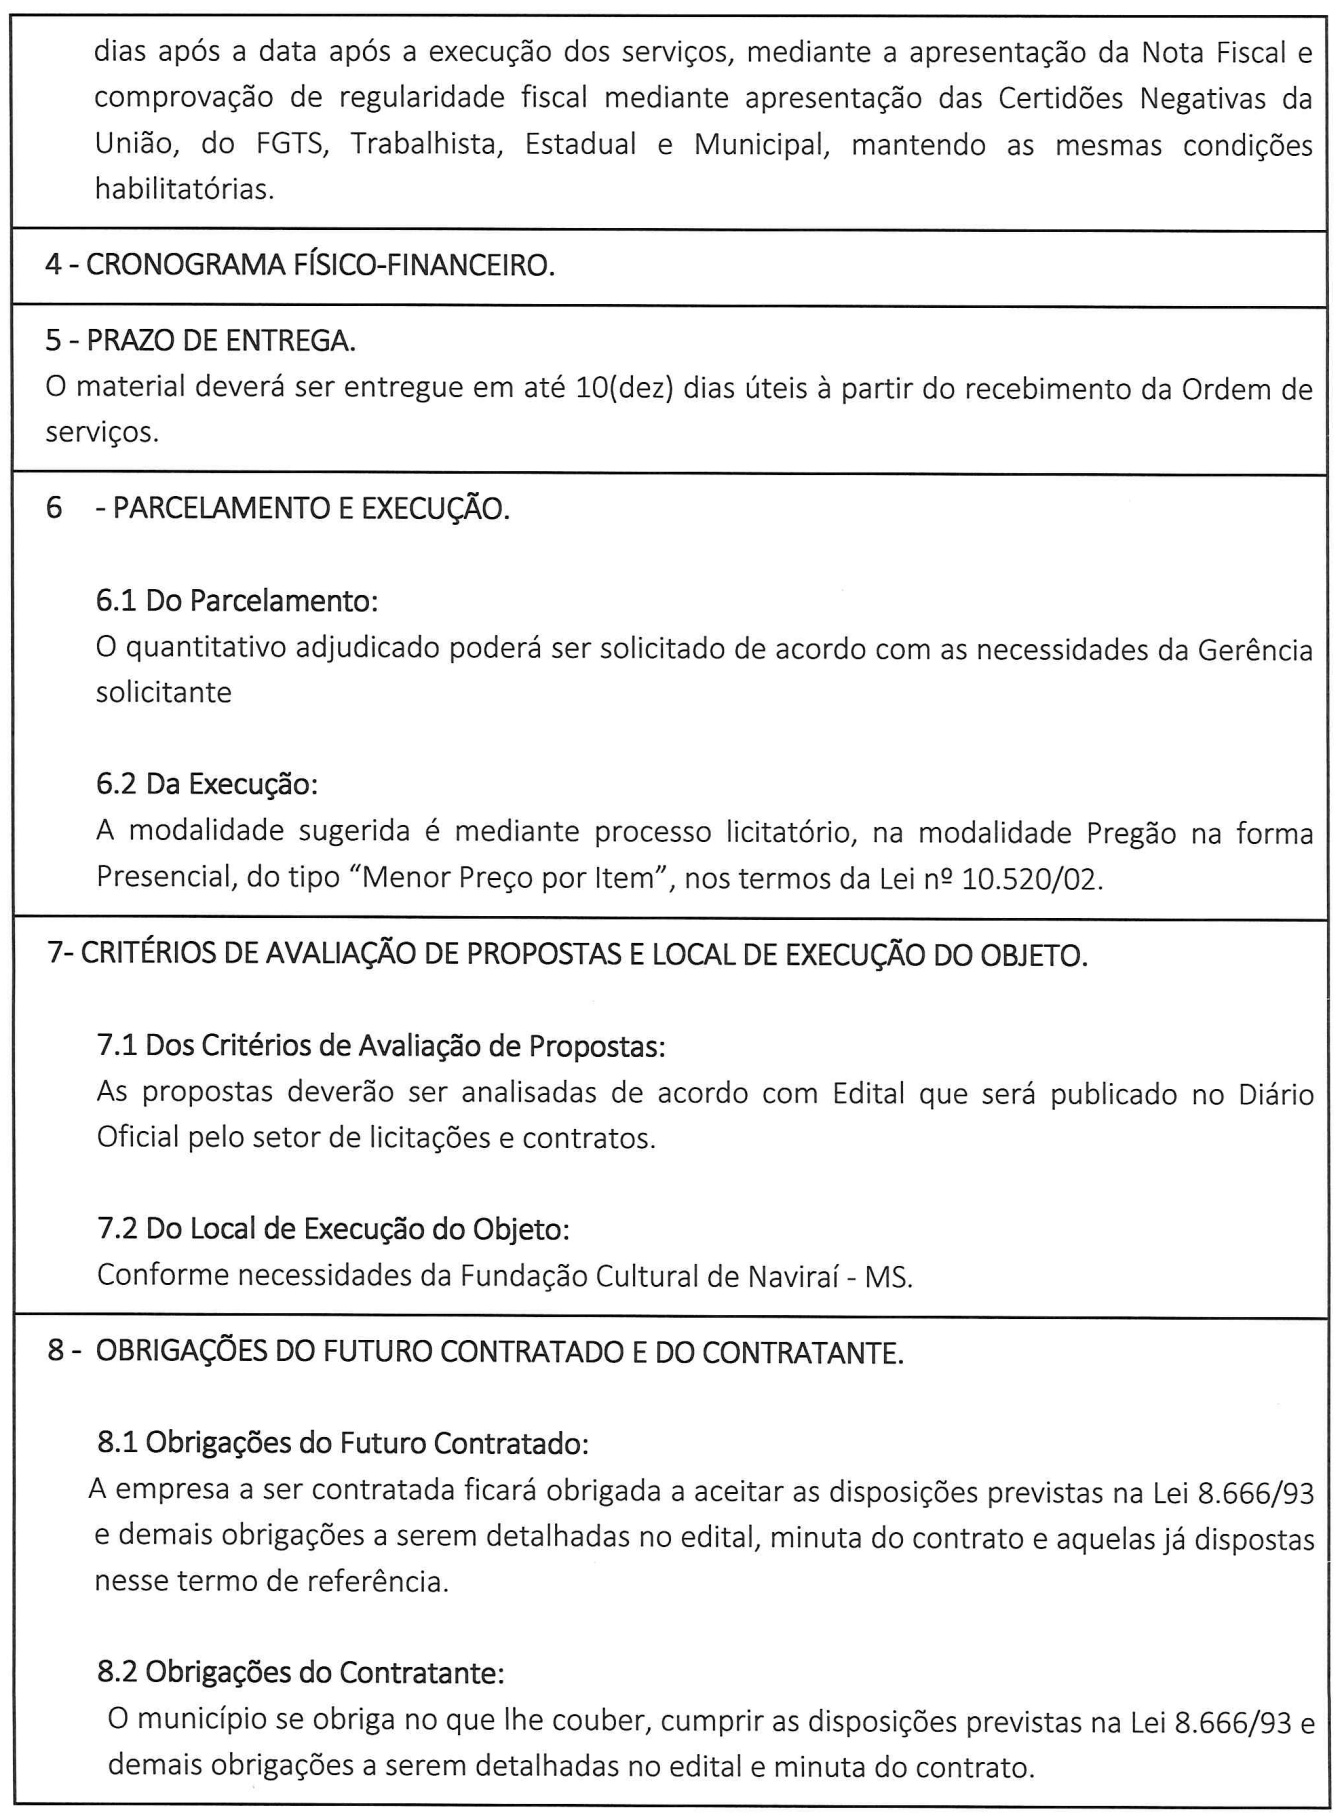 dias após a data após a execução dos serviços, mediante a apresentação da Nota Fiscal e
comprovação de regularidade fiscal mediante apresentação das Certidões Negativas da
União, do FGTS, Trabalhista, Estadual e Municipal, mantendo as mesmas condições
habilitatórias.
4 - CRONOGRAMA FÍSICO-FINANCEIRO.
5 - PRAZO DE ENTREGA.
O material deverá ser entregue em até 10(dez) dias úteis à partir do recebimento da Ordem de
serviços.
6 - PARCELAMENTO E EXECUÇÃO.
6.1 Do Parcelamento:
O quantitativo adjudicado poderá ser solicitado de acordo com as necessidades da Gerência
solicitante
6.2 Da Execução:
A modalidade sugerida é mediante processo licitatório, na modalidade Pregão na forma
Presencial, do tipo “Menor Preço por Item”, nos termos da Lei nº 10.520/02.
7- CRITÉRIOS DE AVALIAÇÃO DE PROPOSTAS E LOCAL DE EXECUÇÃO DO OBJETO.
7.1 Dos Critérios de Avaliação de Propostas:
As propostas deverão ser analisadas de acordo com Edital que será publicado no Diário
Oficial pelo setor de licitações e contratos.
7.2 Do Local de Execução do Objeto:
Conforme necessidades da Fundação Cultural de Naviraí - MS.
8 - OBRIGAÇÕES DO FUTURO CONTRATADO E DO CONTRATANTE.
8.1 Obrigações do Futuro Contratado:
A empresa a ser contratada ficará obrigada a aceitar as disposições previstas na Lei 8.666/93
e demais obrigações a serem detalhadas no edital, minuta do contrato e aquelas já dispostas
nesse termo de referência.
8.2 Obrigações do Contratante:
O município se obriga no que lhe couber, cumprir as disposições previstas na Lei 8.666/93 e
demais obrigações a serem detalhadas no edital e minuta do contrato.